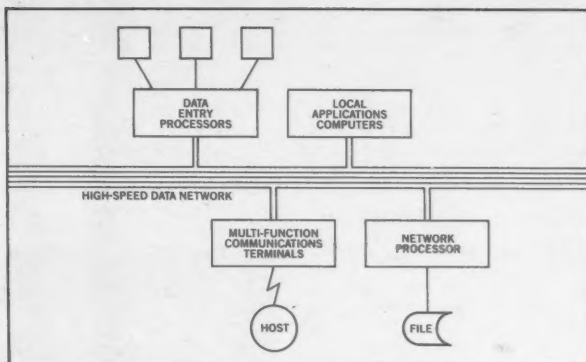 DATA
ENTRY
PROCESSORS
LOCAL
APPLICATIONS
COMPUTERS
HIGH-SPEED DATA NETWORK
MULTI-FUNCTION
COMMUNICATIONS
TERMINALS
NETWORK
PROCESSOR
HOST
FILE